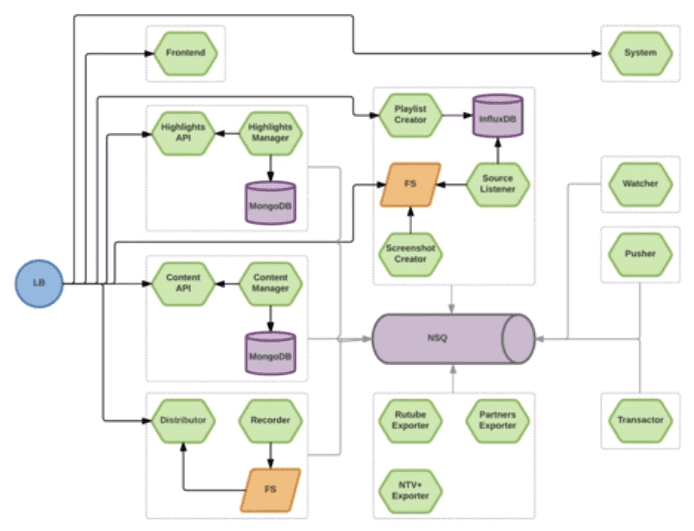 Frontend
System
Highlights
API
Highlights
Manager
MongoDB
Playlist
Creator
InfluxDB
FS
Source
Listener
Screenshot
Creator
Watcher
Pusher
LB
Content
API
Content
Manager
MongoDB
NSQ
Distributor
Recorder
FS
Rutube
Exporter
Partners
Exporter
NTV+
Exporter
Transactor